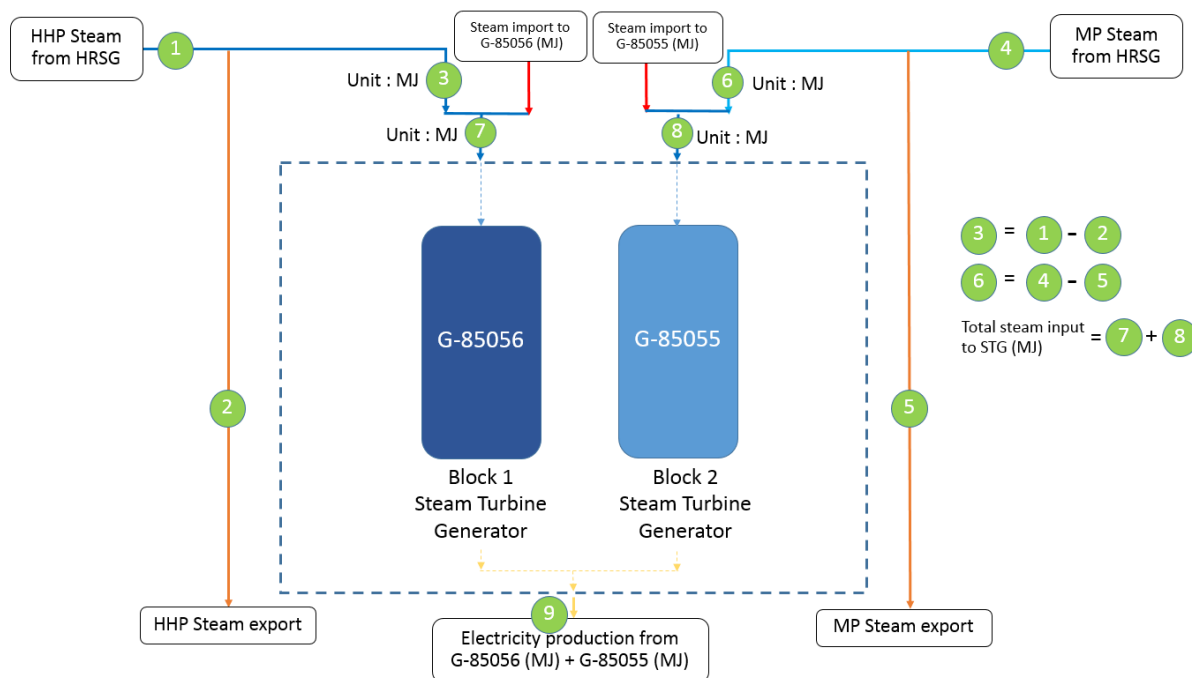 HHP Steam
from HRSG
1
Steam import to
G-85056 (MJ)
Steam import to
G-85055 (MJ)
4
MP Steam
from HRSG
Unit : MJ
3
6
Unit : MJ
Unit : MJ
7
8
Unit : MJ
3 = 1 - 2
6 = 4 - 5
Total steam input
to STG (MJ)
= 7 + 8
G-85056
G-85055
2
5
Block 1
Steam Turbine
Generator
Block 2
Steam Turbine
Generator
9
HHP Steam export
Electricity production from
G-85056 (MJ) + G-85055 (MJ)
MP Steam export